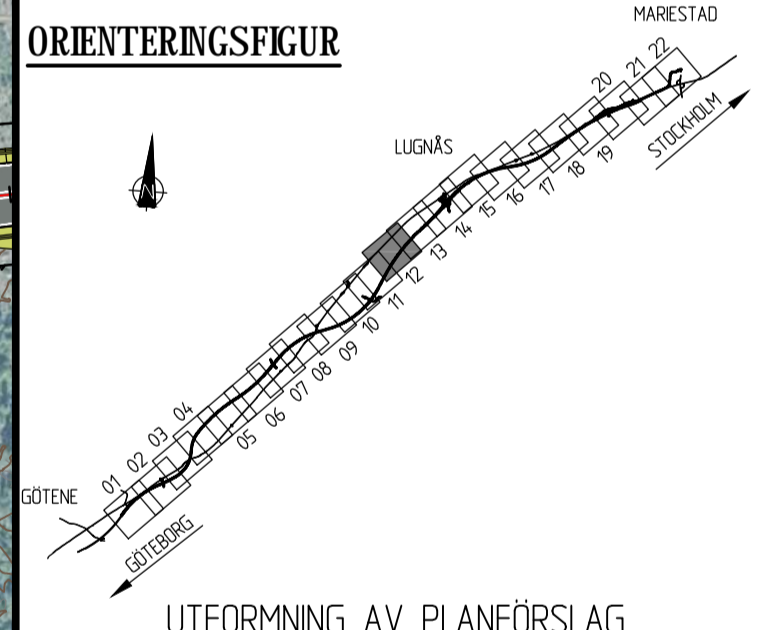 ORIENTERINGSFIGUR
MARIESTAD
22
21
20
STOCKHOLM
19
18
17
16
15
14
13
12
11
10
09
08
07
06
05
04
03
02
01
LUGNÅS
N
GÖTENE
GÖTEBORG
UTFORMNING AV PLANFÖRSLAG